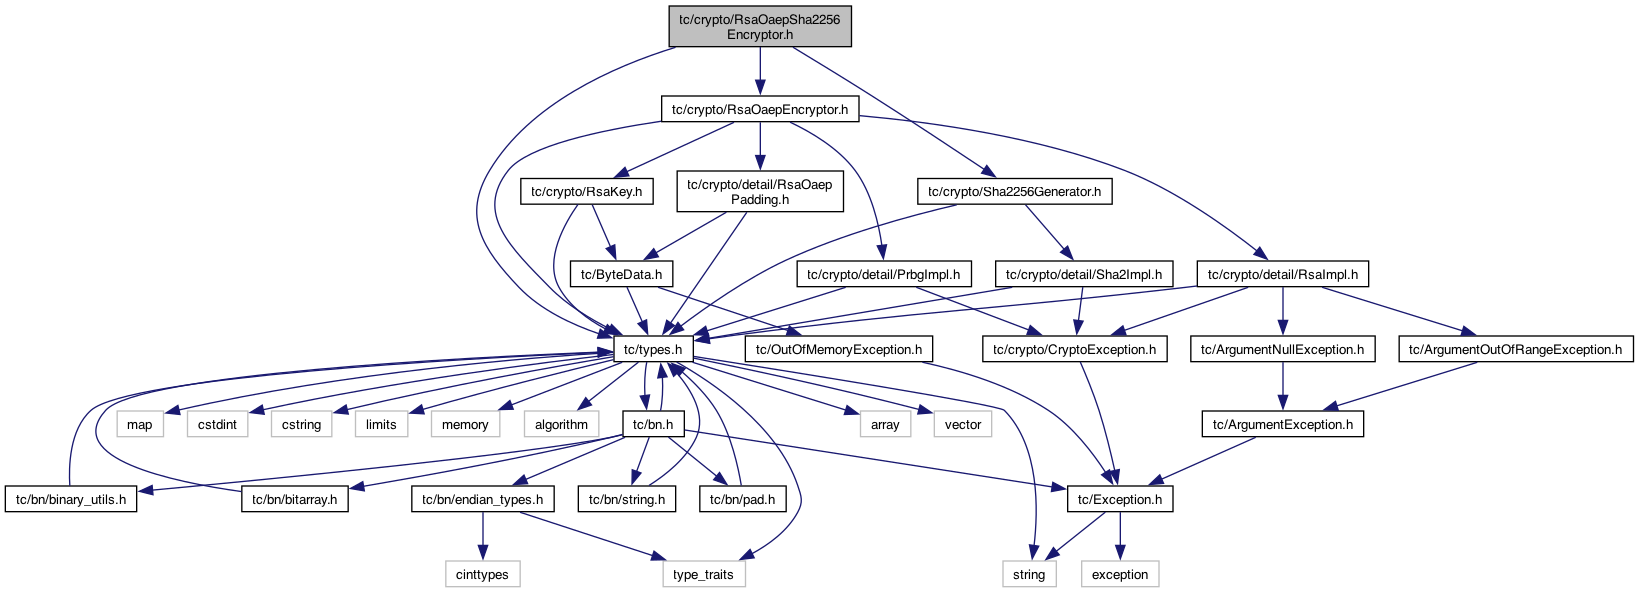 tc/crypto/RsaOaepSha2256
Encryptor.h
tc/crypto/RsaOaepEncryptor.h
tc/crypto/RsaKey.h
tc/crypto/detail/RsaOaep
Padding.h
tc/crypto/Sha2256Generator.h
tc/ByteData.h
tc/crypto/detail/PrbgImpl.h
tc/crypto/detail/Sha2Impl.h
tc/crypto/detail/RsaImpl.h
tc/types.h
tc/OutOfMemoryException.h
tc/crypto/CryptoException.h
tc/ArgumentNullException.h
tc/ArgumentOutOfRangeException.h
map
cstdint
cstring
limits
memory
algorithm
tc/bn.h
array
vector
tc/ArgumentException.h
tc/bn/binary_utils.h
tc/bn/bitarray.h
tc/bn/endian_types.h
tc/bn/string.h
tc/bn/pad.h
tc/Exception.h
cinttypes
type_traits
string
exception